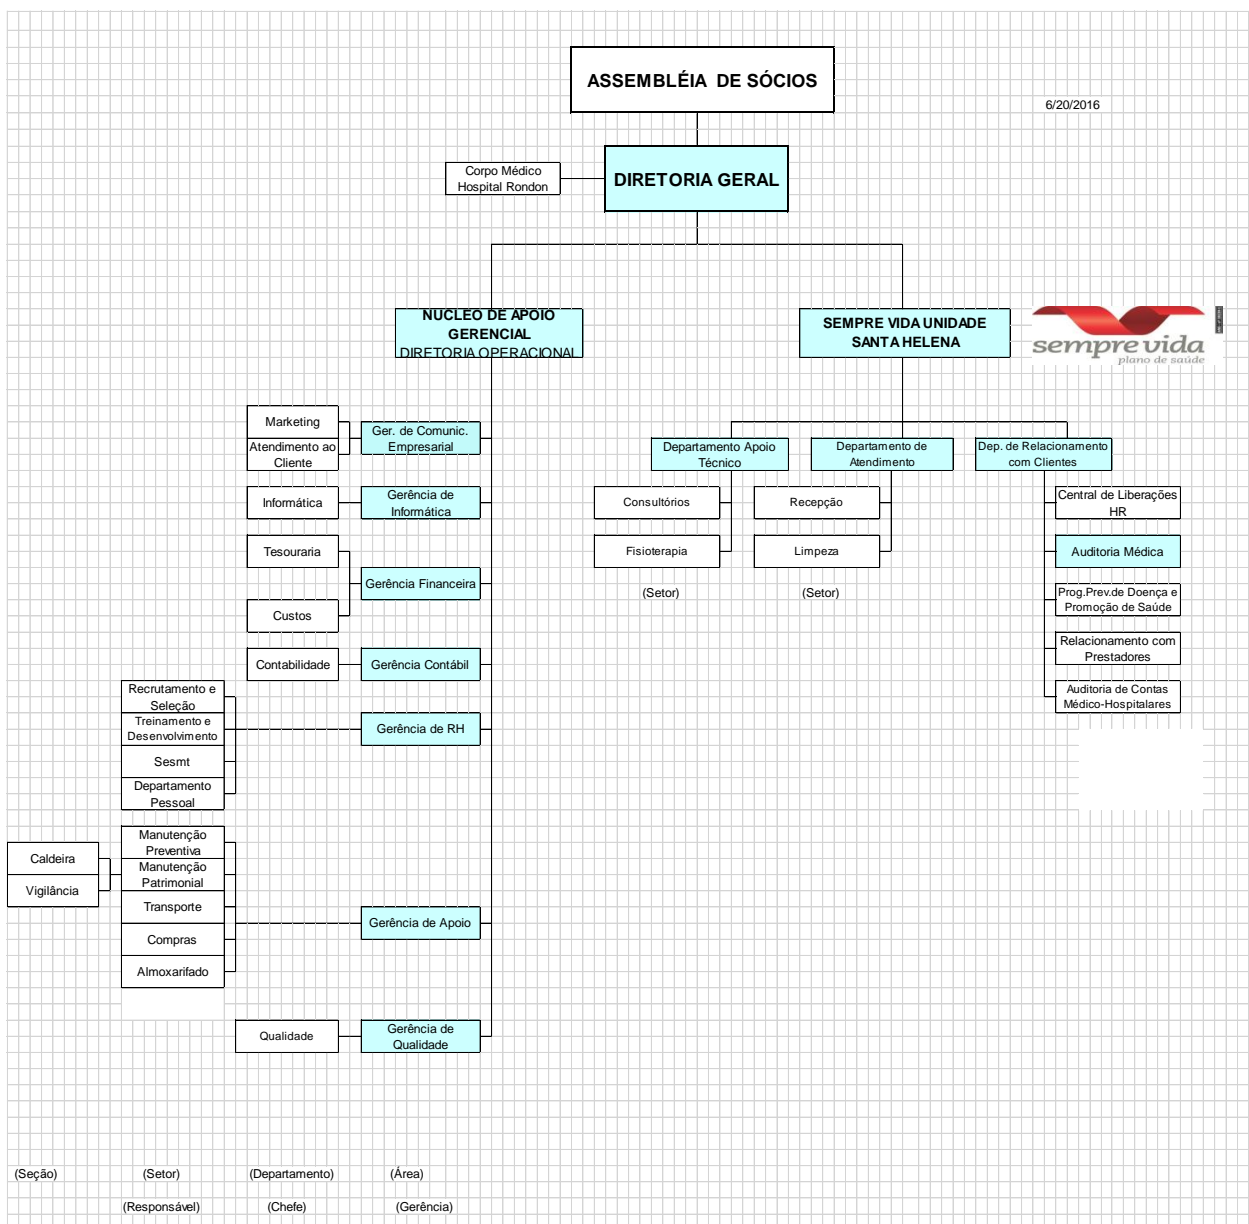 ASSEMBLÉIA DE SÓCIOS
6/20/2016
Corpo Médico
Hospital Rondon
DIRETORIA GERAL
NÚCLEO DE APOIO
GERENCIAL
DIRETORIA OPERACIONAL
SEMPRE VIDA UNIDADE
SANTA HELENA
sempre vida
plano de saúde
Marketing
Atendimento ao
Cliente
Ger. de Comunic.
Empresarial
Departamento Apoio
Técnico
Departamento de
Atendimento
Dep. de Relacionamento
com Clientes
Informática
Gerência de
Informática
Consultórios
Recepção
Central de Liberações
HR
Tesouraria
Gerência Financeira
Custos
Fisioterapia
Limpeza
Auditoria Médica
(Setor)
(Setor)
Prog.Prev.de Doença e
Promoção de Saúde
Contabilidade
Gerência Contábil
Relacionamento com
Prestadores
Auditoria de Contas
Médico-Hospitalares
Recrutamento e
Seleção
Treinamento e
Desenvolvimento
Sesmt
Departamento
Pessoal
Gerência de RH
Caldeira
Vigilância
Manutenção
Preventiva
Manutenção
Patrimonial
Transporte
Compras
Almoxarifado
Gerência de Apoio
Qualidade
Gerência de
Qualidade
(Seção)
(Setor)
(Departamento)
(Área)
(Responsável)
(Chefe)
(Gerência)